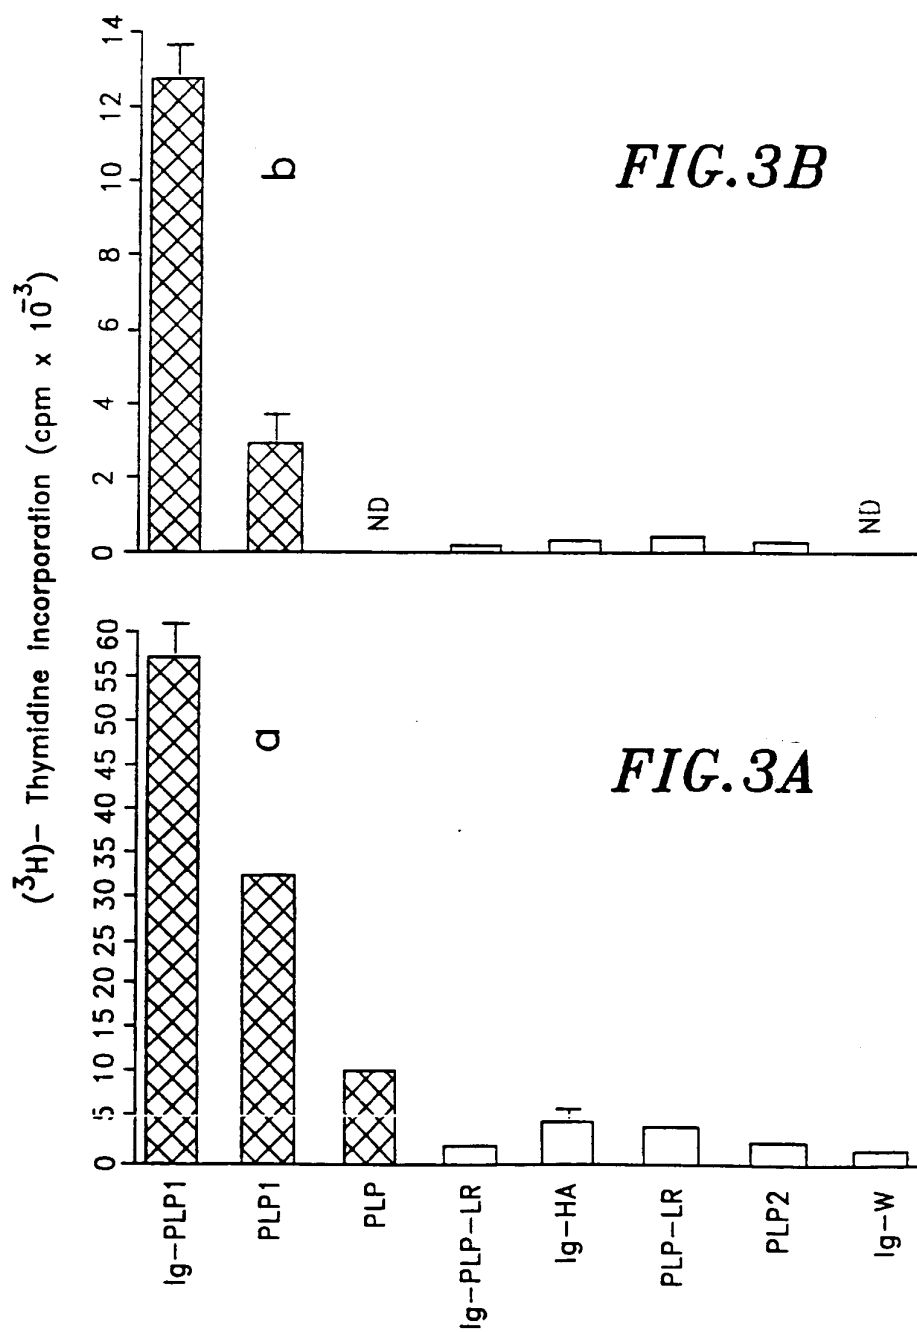 (³H)– Thymidine incorporation (cpm x 10⁻³)
0 2 4 6 8 10 12 14
b
ND
ND
FIG.3B
0 5 10 15 20 25 30 35 40 45 50 55 60
a
FIG.3A
Ig–PLP1
PLP1
PLP
Ig–PLP–LR
Ig–HA
PLP–LR
PLP2
Ig–W